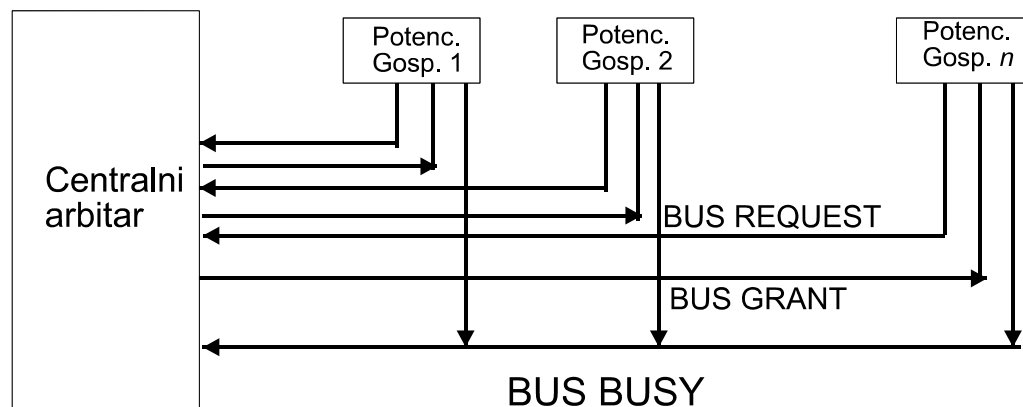 Potenc.
Gosp. 1
Potenc.
Gosp. 2
Potenc.
Gosp. n
Centralni
arbitar
BUS REQUEST
BUS GRANT
BUS BUSY